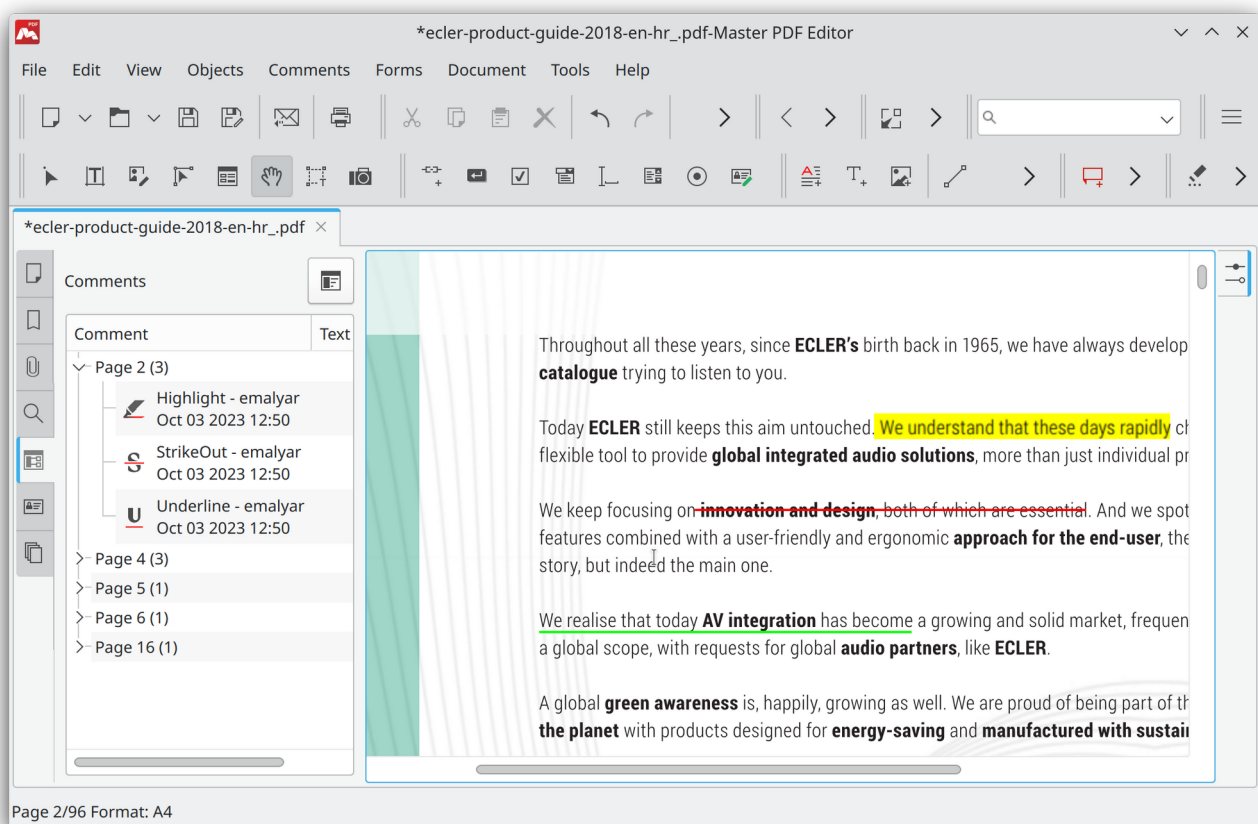 PDF
*ecler-product-guide-2018-en-hr_.pdf-Master PDF Editor
File Edit View Objects Comments Forms Document Tools Help
*ecler-product-guide-2018-en-hr_.pdf
Comments
Comment Text
Page 2 (3)
Highlight - emalyar
Oct 03 2023 12:50
StrikeOut - emalyar
Oct 03 2023 12:50
Underline - emalyar
Oct 03 2023 12:50
Page 4 (3)
Page 5 (1)
Page 6 (1)
Page 16 (1)
Throughout all these years, since ECLER's birth back in 1965, we have always develop
catalogue trying to listen to you.
Today ECLER still keeps this aim untouched. We understand that these days rapidly ch
flexible tool to provide global integrated audio solutions, more than just individual pr
We keep focusing on innovation and design, both of which are essential. And we spot
features combined with a user-friendly and ergonomic approach for the end-user, the
story, but indeed the main one.
We realise that today AV integration has become a growing and solid market, frequen
a global scope, with requests for global audio partners, like ECLER.
A global green awareness is, happily, growing as well. We are proud of being part of th
the planet with products designed for energy-saving and manufactured with sustain
Page 2/96 Format: A4